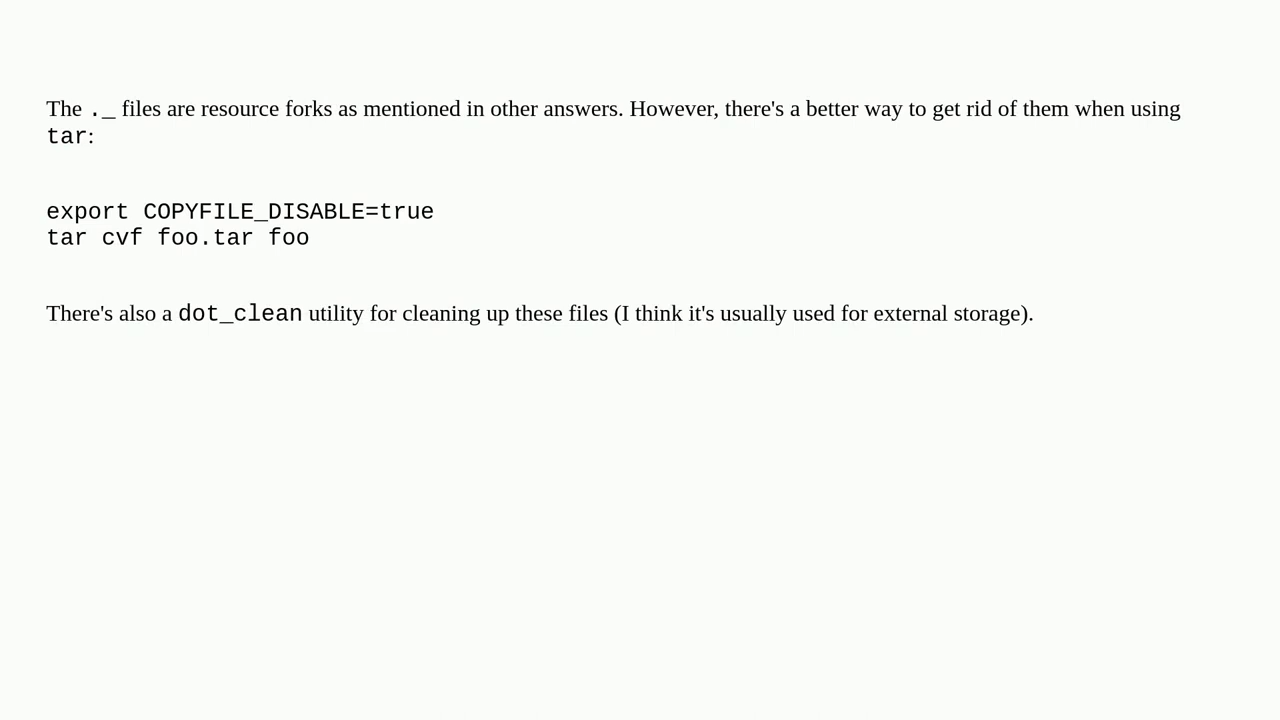 The ._ files are resource forks as mentioned in other answers. However, there's a better way to get rid of them when using
tar:
export COPYFILE_DISABLE=true
tar cvf foo.tar foo
There's also a dot_clean utility for cleaning up these files (I think it's usually used for external storage).